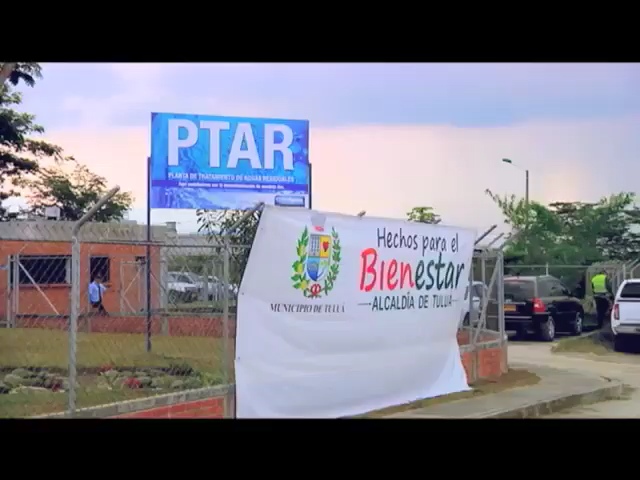 PTAR
PLANTA DE TRATAMIENTO DE AGUAS RESIDUALES
Hechos para el
Bienestar
ALCALDÍA DE TULUÁ
MUNICIPIO DE TULUÁ